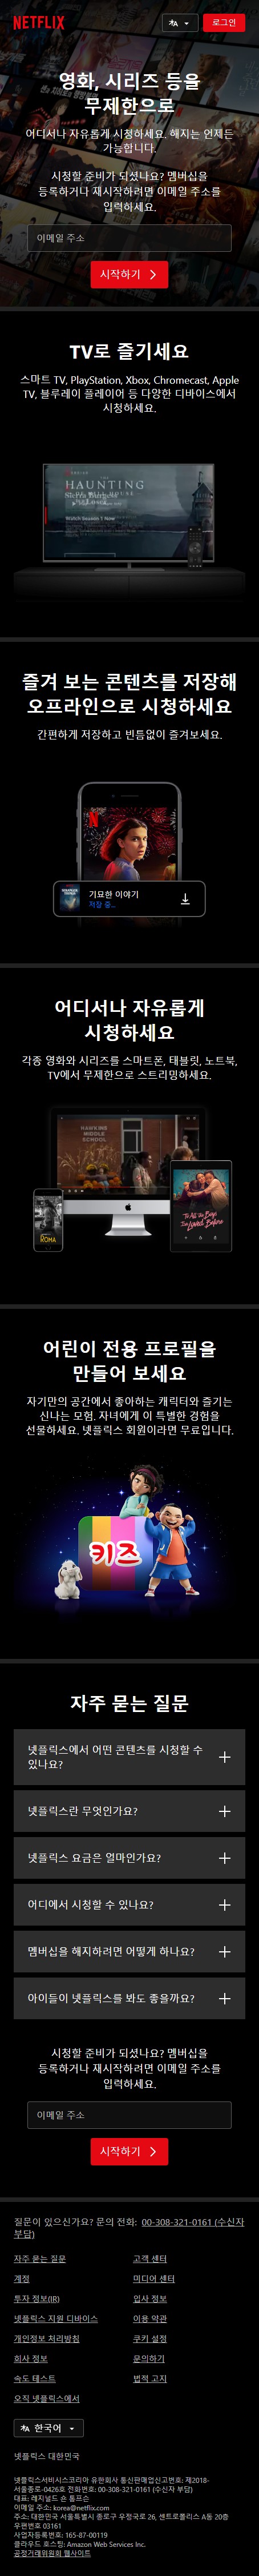 NETFLIX
로그인
영화, 시리즈 등을
무제한으로
어디서나 자유롭게 시청하세요. 해지는 언제든
가능합니다.
시청할 준비가 되셨나요? 멤버십을
등록하거나 재시작하려면 이메일 주소를
입력하세요.
이메일 주소
시작하기
TV로 즐기세요
스마트 TV, PlayStation, Xbox, Chromecast, Apple
TV, 블루레이 플레이어 등 다양한 디바이스에서
시청하세요.
THE
HAUNTING
Watch Season 1 Now
즐겨 보는 콘텐츠를 저장해
오프라인으로 시청하세요
간편하게 저장하고 빈틈없이 즐겨보세요.
N
기묘한 이야기
저장 중...
어디서나 자유롭게
시청하세요
각종 영화와 시리즈를 스마트폰, 태블릿, 노트북,
TV에서 무제한으로 스트리밍하세요.
HAWKINS
MIDDLE
SCHOOL
ROMA
To All the Boys
I've Loved Before
어린이 전용 프로필을
만들어 보세요
자기만의 공간에서 좋아하는 캐릭터와 즐기는
신나는 모험. 자녀에게 이 특별한 경험을
선물하세요. 넷플릭스 회원이라면 무료입니다.
키즈
자주 묻는 질문
넷플릭스에서 어떤 콘텐츠를 시청할 수
있나요?
넷플릭스란 무엇인가요?
넷플릭스 요금은 얼마인가요?
어디에서 시청할 수 있나요?
멤버십을 해지하려면 어떻게 하나요?
아이들이 넷플릭스를 봐도 좋을까요?
시청할 준비가 되셨나요? 멤버십을
등록하거나 재시작하려면 이메일 주소를
입력하세요.
이메일 주소
시작하기
질문이 있으신가요? 문의 전화: 00-308-321-0161 (수신자
부담)
자주 묻는 질문
고객 센터
계정
미디어 센터
투자 정보(IR)
입사 정보
넷플릭스 지원 디바이스
이용 약관
개인정보 처리방침
쿠키 설정
회사 정보
문의하기
속도 테스트
법적 고지
오직 넷플릭스에서
한국어
넷플릭스 대한민국
넷플릭스서비시스코리아 유한회사 통신판매업신고번호: 제2018-
서울종로-0426호 전화번호: 00-308-321-0161 (수신자 부담)
대표: 레지널드 숀 톰프슨
이메일 주소: korea@netflix.com
주소: 대한민국 서울특별시 종로구 우정국로 26, 센트로폴리스 A동 20층
우편번호 03161
사업자등록번호: 165-87-00119
클라우드 호스팅: Amazon Web Services Inc.
공정거래위원회 웹사이트